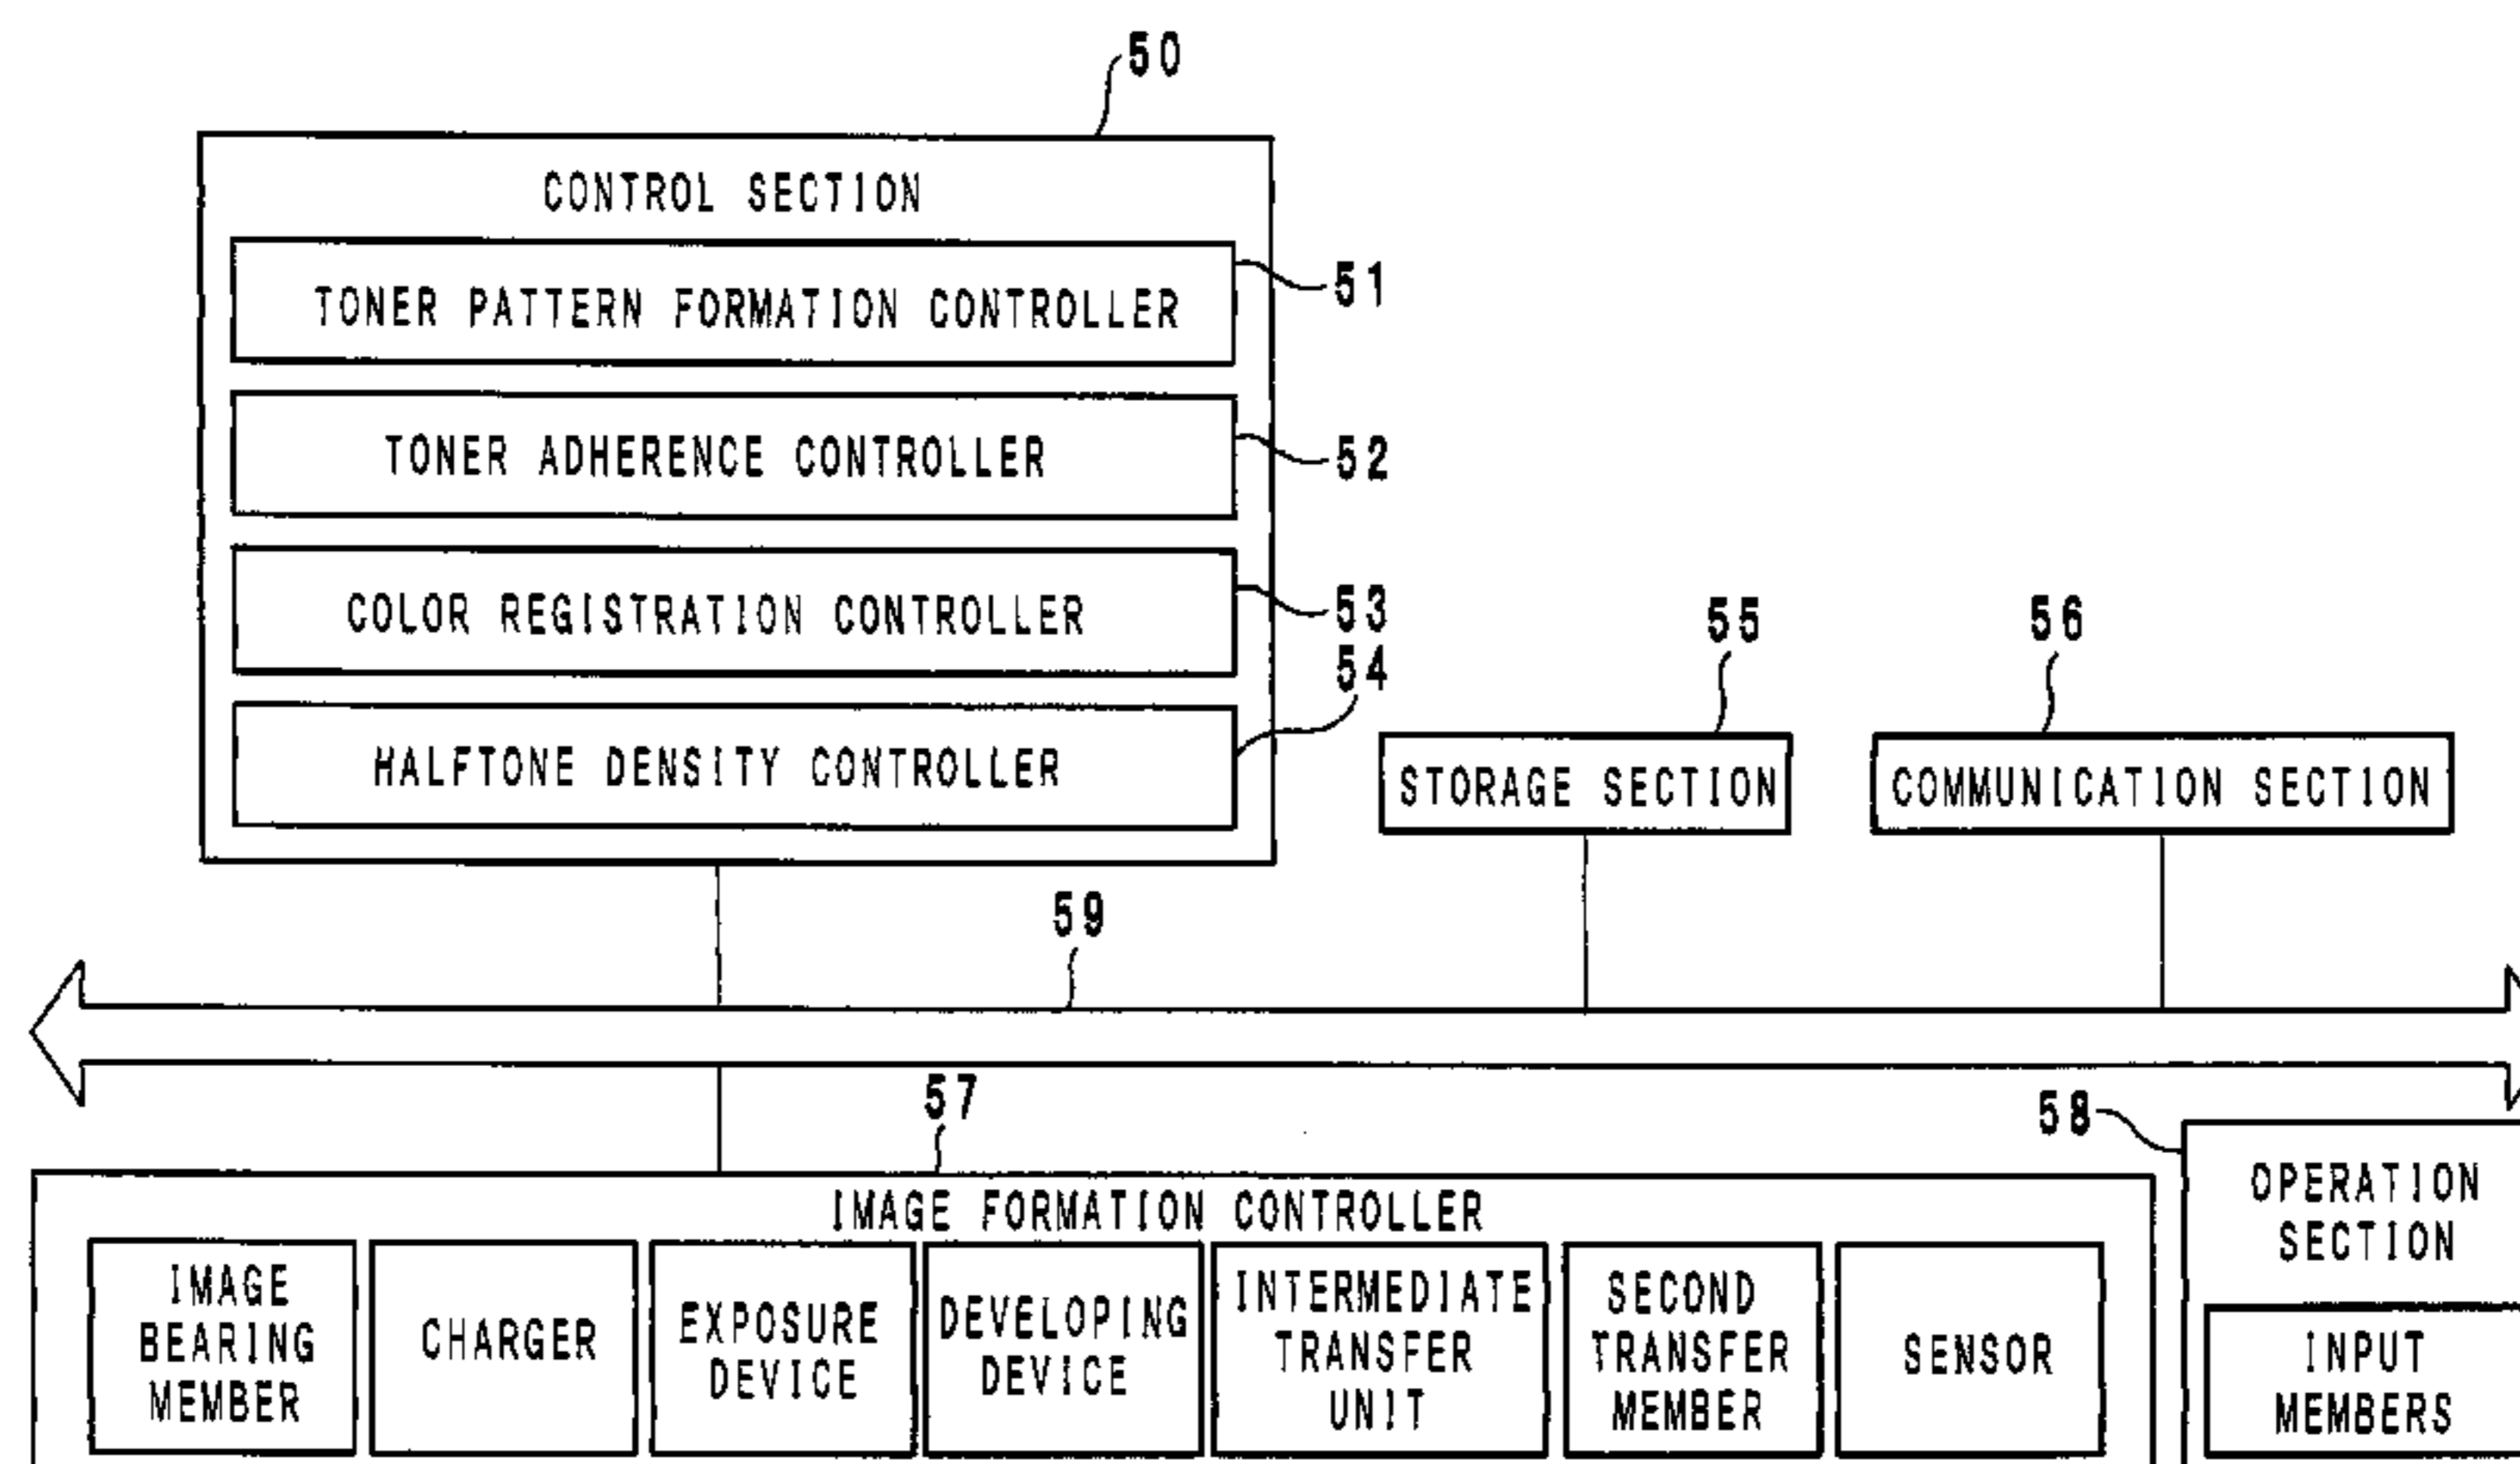 50
CONTROL SECTION
TONER PATTERN FORMATION CONTROLLER
51
TONER ADHERENCE CONTROLLER
52
COLOR REGISTRATION CONTROLLER
53
54
HALFTONE DENSITY CONTROLLER
55
STORAGE SECTION
56
COMMUNICATION SECTION
59
57
58
IMAGE FORMATION CONTROLLER
IMAGE
BEARING
MEMBER
CHARGER
EXPOSURE
DEVICE
DEVELOPING
DEVICE
INTERMEDIATE
TRANSFER
UNIT
SECOND
TRANSFER
MEMBER
SENSOR
OPERATION
SECTION
INPUT
MEMBERS